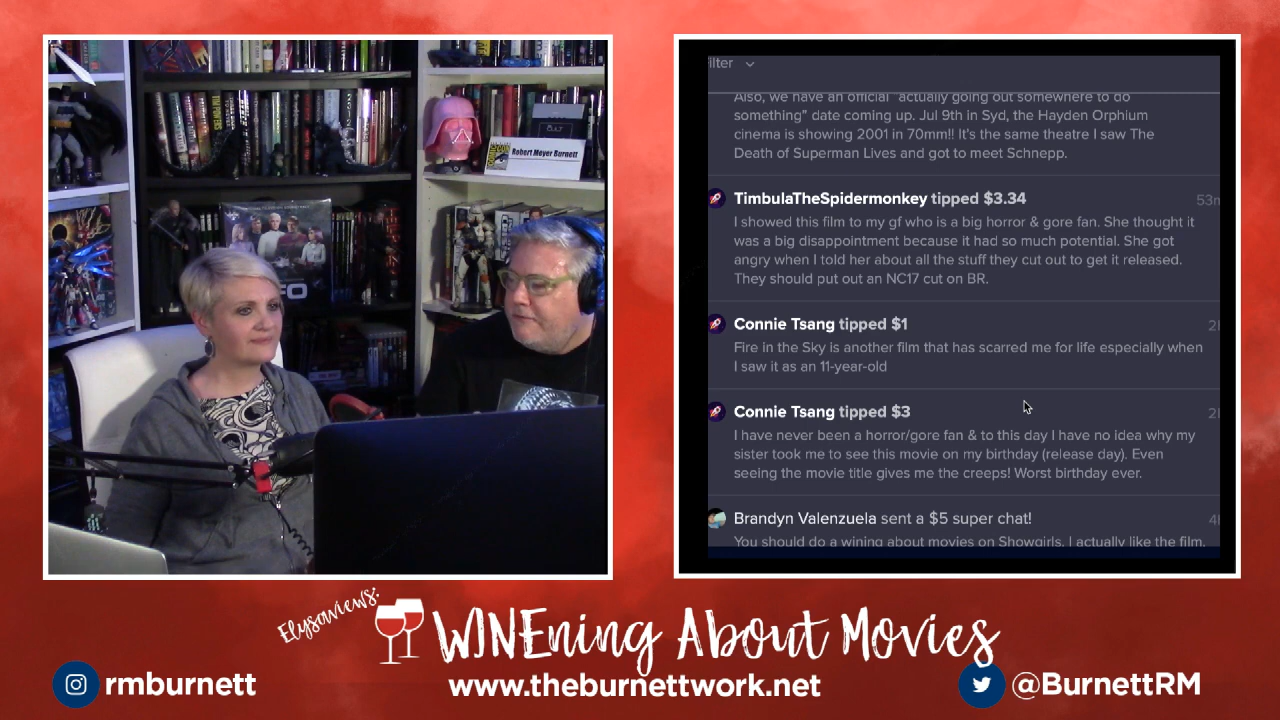 Robert Meyer Burnett
ilter
Also, we have an official "actually going out somewhere to do
something" date coming up. Jul 9th in Syd, the Hayden Orphium
cinema is showing 2001 in 70mm!! It's the same theatre I saw The
Death of Superman Lives and got to meet Schnepp.
TimbulaTheSpidermonkey tipped $3.34
53m
I showed this film to my gf who is a big horror & gore fan. She thought it
was a big disappointment because it had so much potential. She got
angry when I told her about all the stuff they cut out to get it released.
They should put out an NC17 cut on BR.
Connie Tsang tipped $1
Fire in the Sky is another film that has scarred me for life especially when
I saw it as an 11-year-old
Connie Tsang tipped $3
I have never been a horror/gore fan & to this day I have no idea why my
sister took me to see this movie on my birthday (release day). Even
seeing the movie title gives me the creeps! Worst birthday ever.
Brandyn Valenzuela sent a $5 super chat!
You should do a wining about movies on Showgirls. I actually like the film.
Elysaviews:
WINEning About Movies
rmburnett
www.theburnettwork.net
@BurnettRM